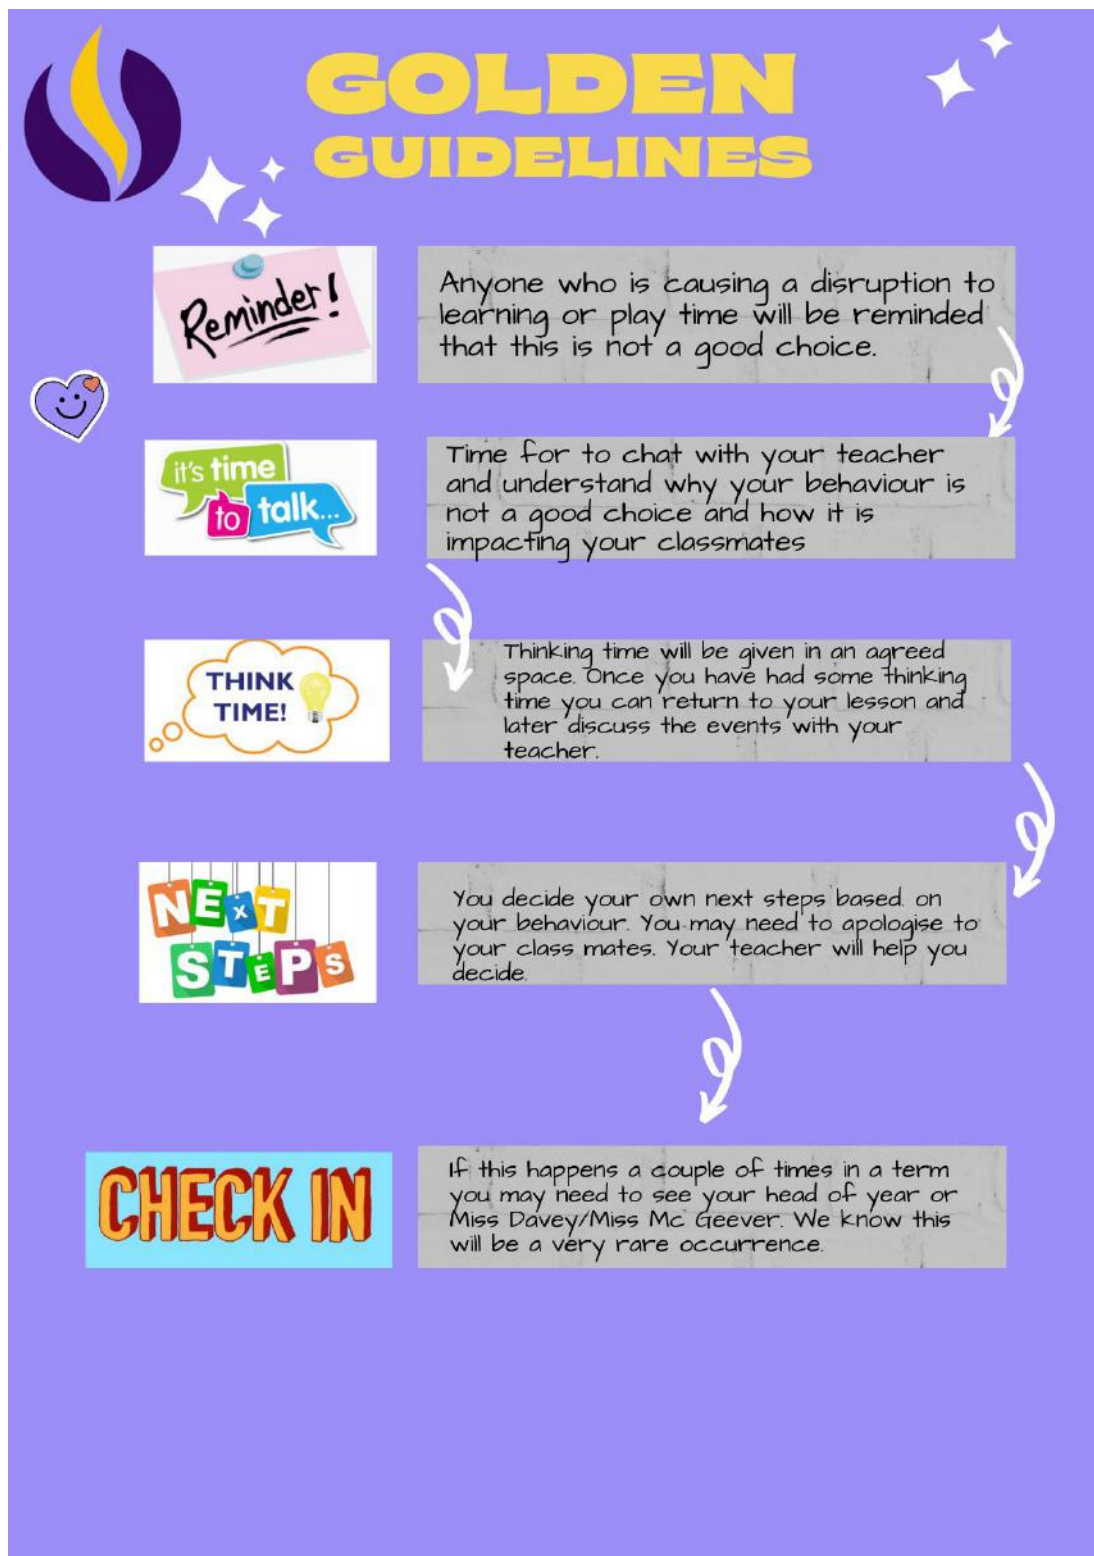 GOLDEN
GUIDELINES
Reminder!
Anyone who is causing a disruption to
learning or play time will be reminded
that this is not a good choice.
it's time
to talk...
Time for to chat with your teacher
and understand why your behaviour is
not a good choice and how it is
impacting your classmates
THINK
TIME!
Thinking time will be given in an agreed
space. Once you have had some thinking
time you can return to your lesson and
later discuss the events with your
teacher.
NExT
STEPS
You decide your own next steps based on
your behaviour. You may need to apologise to
your class mates. Your teacher will help you
decide.
CHECK IN
If this happens a couple of times in a term
you may need to see your head of year or
Miss Davey/Miss Mc Geever. We know this
will be a very rare occurrence.